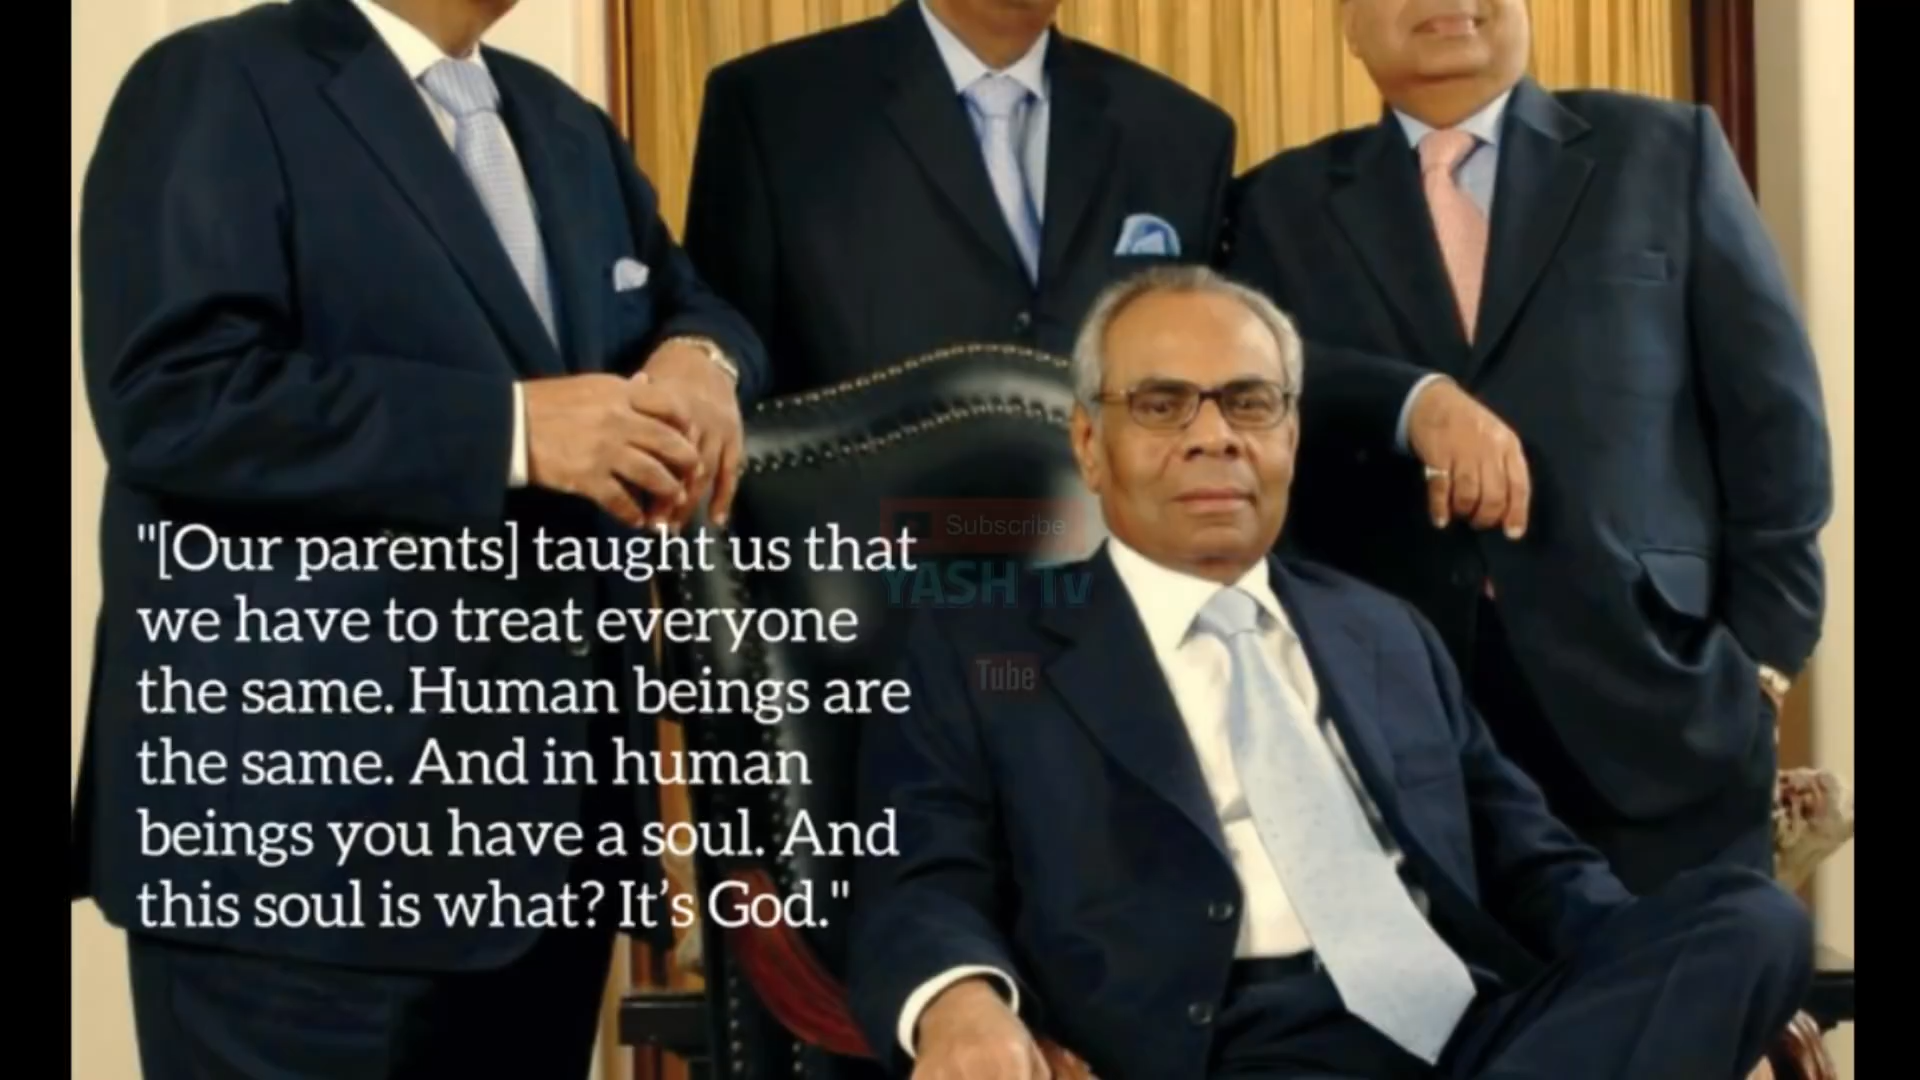 "[Our parents] taught us that
we have to treat everyone
the same. Human beings are
the same. And in human
beings you have a soul. And
this soul is what? It’s God."
Subscribe
YASH Tv
Tube